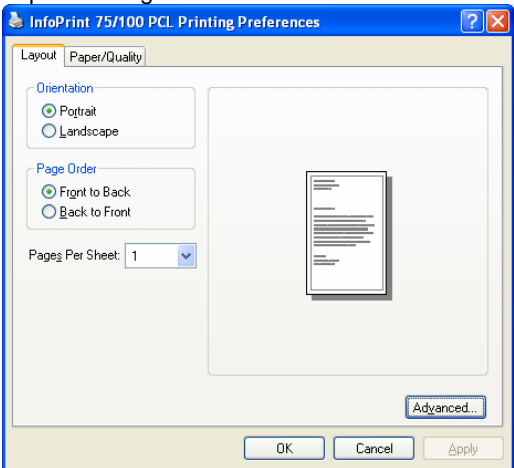 InfoPrint 75/100 PCL Printing Preferences
Layout Paper/Quality
Orientation
Portrait
Landscape
Page Order
Front to Back
Back to Front
Pages Per Sheet: 1
Advanced...
OK Cancel Apply